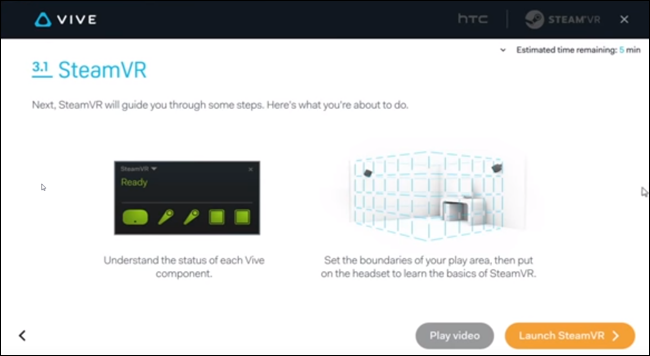 VIVE
hTC
STEAM®VR
Estimated time remaining: 5 min
3.1 SteamVR
Next, SteamVR will guide you through some steps. Here's what you're about to do.
SteamVR
Ready
Understand the status of each Vive
component.
Set the boundaries of your play area, then put
on the headset to learn the basics of SteamVR.
Play video
Launch SteamVR